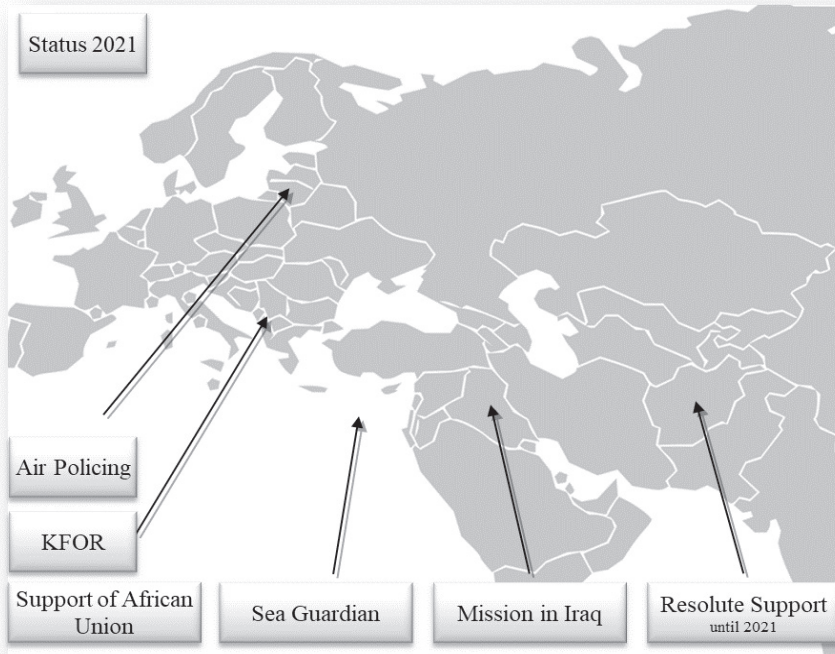 Status 2021
Air Policing
KFOR
Support of African
Union
Sea Guardian
Mission in Iraq
Resolute Support
until 2021